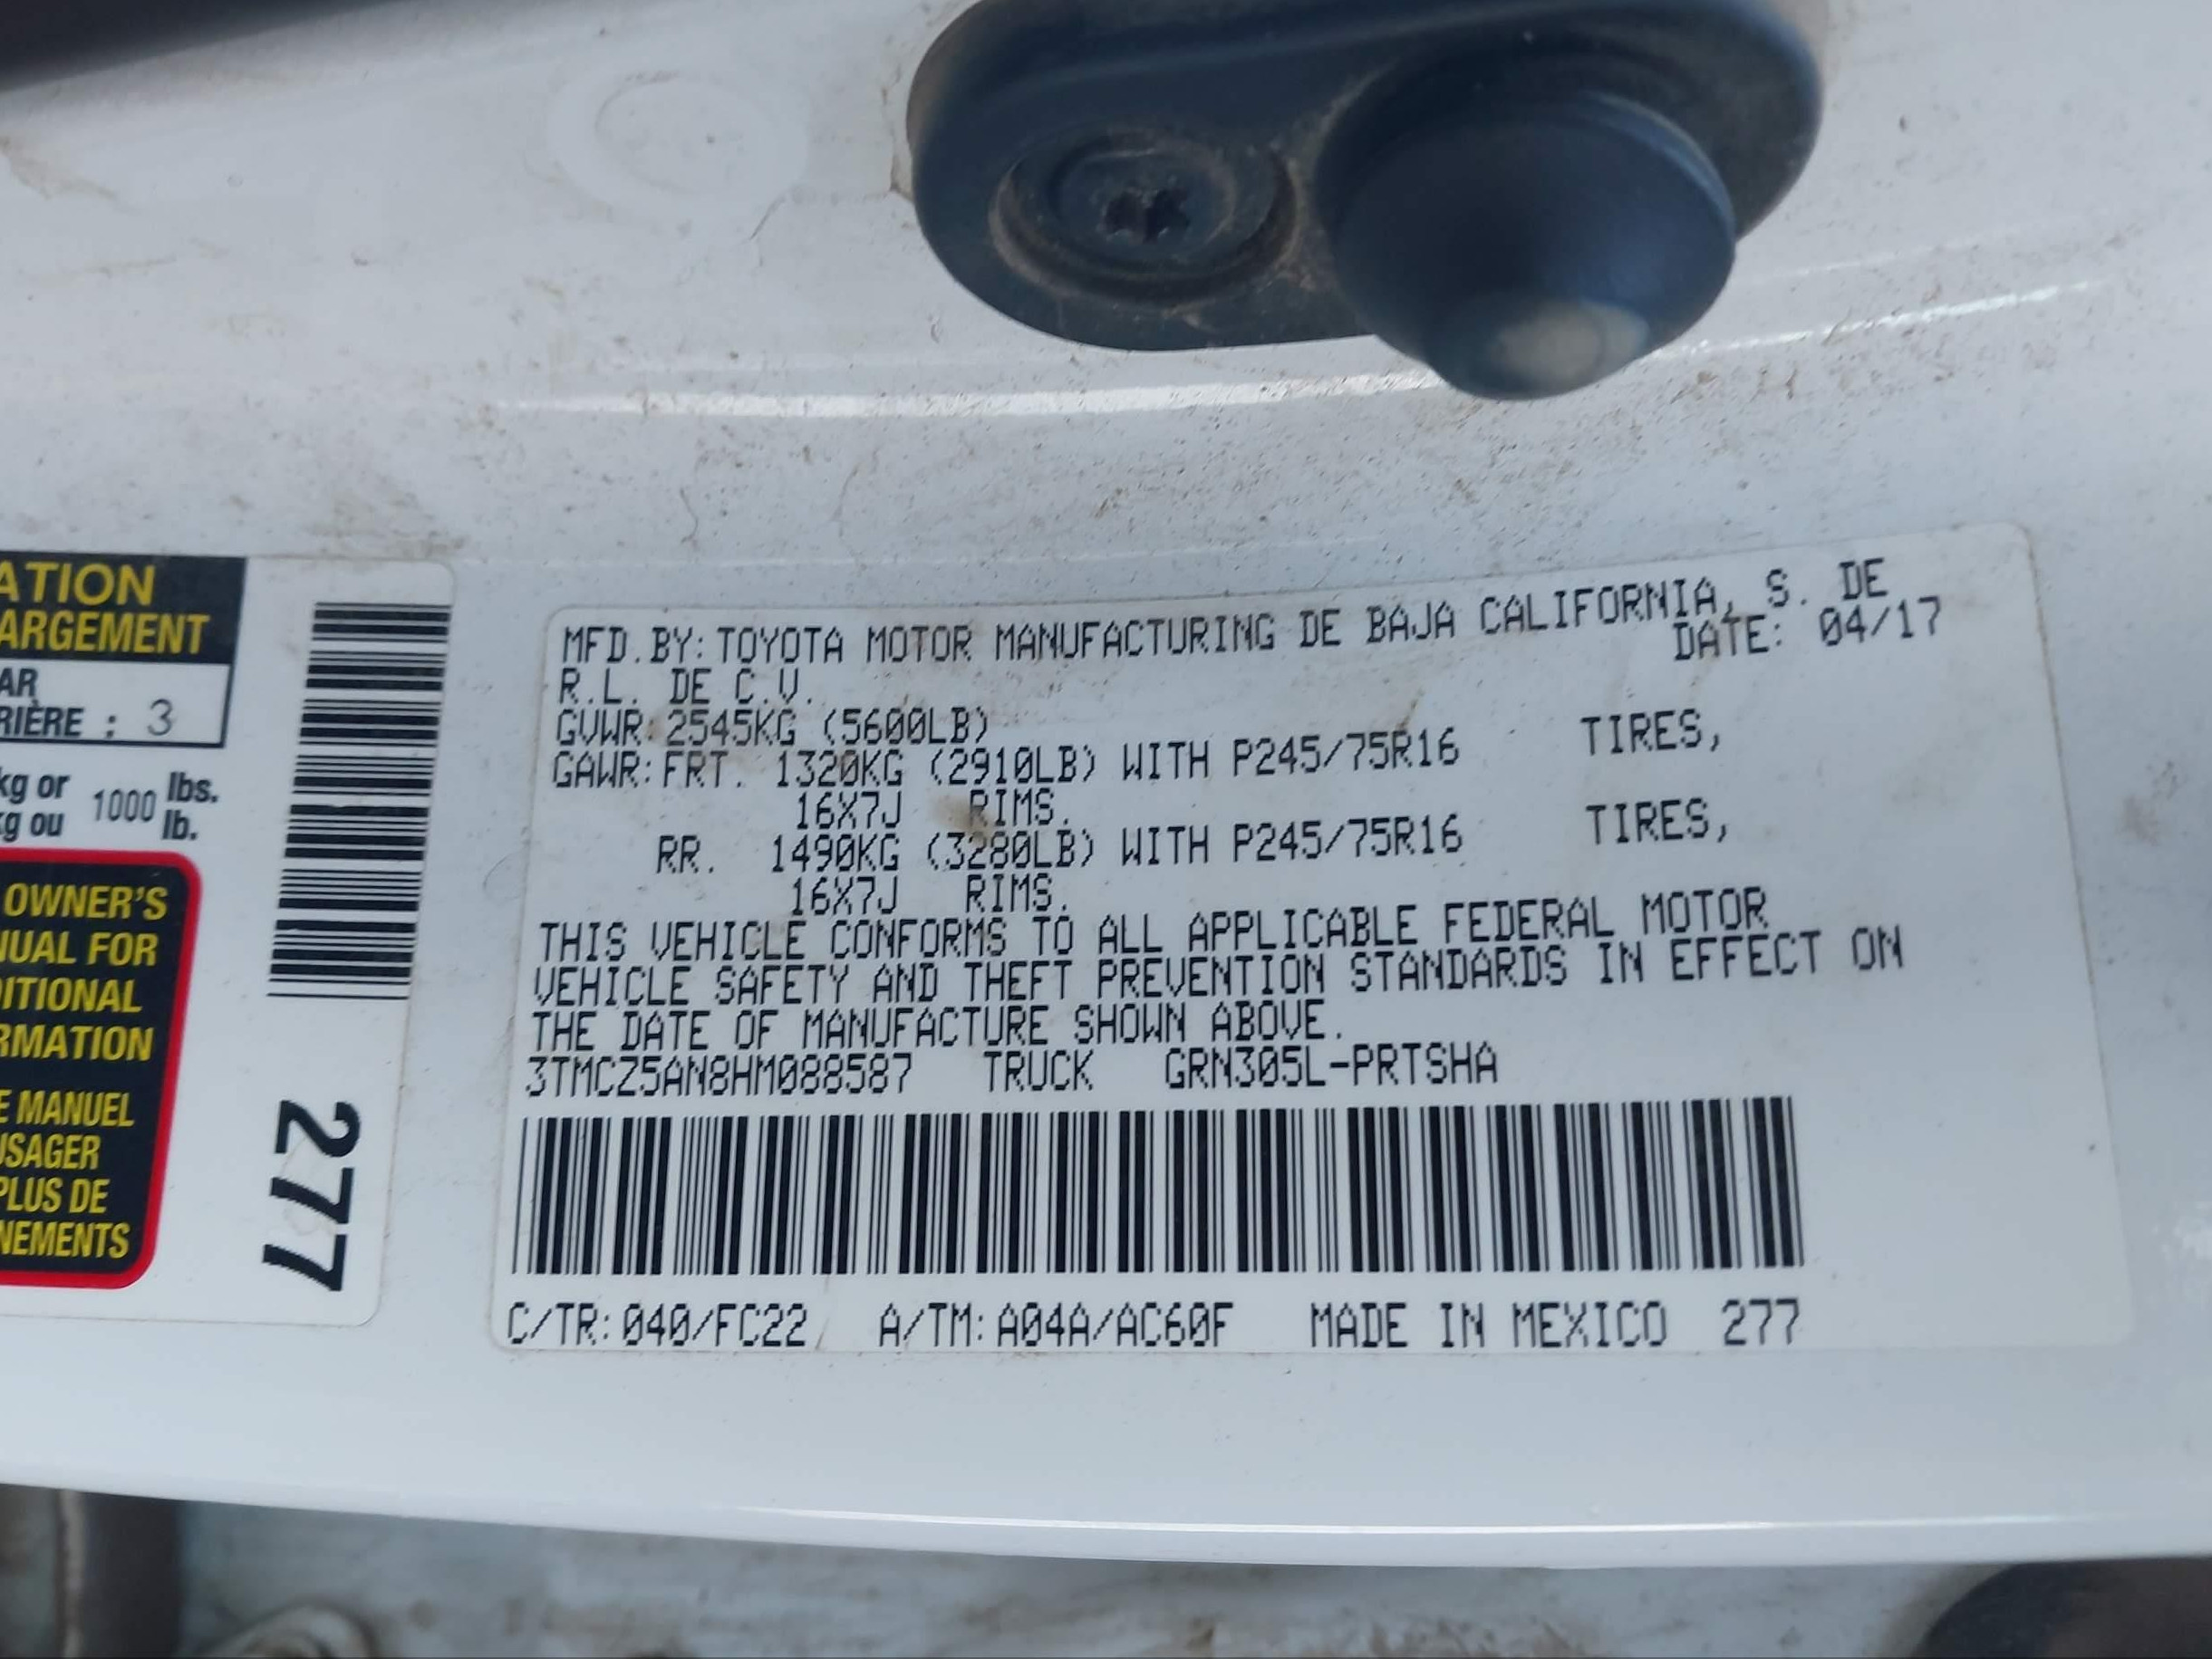 ATION
ARGEMENT
AR
RIÈRE : 3
kg or 1000 lbs.
kg ou lb.
OWNER'S
NUAL FOR
DITIONAL
RMATION
E MANUEL
USAGER
PLUS DE
NEMENTS
277
MFD.BY:TOYOTA MOTOR MANUFACTURING DE BAJA CALIFORNIA, S. DE
R.L. DE C.V. DATE: 04/17
GVWR 2545KG (5600LB)
GAWR:FRT. 1320KG (2910LB) WITH P245/75R16 TIRES,
16X7J RIMS.
RR. 1490KG (3280LB) WITH P245/75R16 TIRES,
16X7J RIMS.
THIS VEHICLE CONFORMS TO ALL APPLICABLE FEDERAL MOTOR
VEHICLE SAFETY AND THEFT PREVENTION STANDARDS IN EFFECT ON
THE DATE OF MANUFACTURE SHOWN ABOVE.
3TMCZ5AN8HM088587 TRUCK GRN305L-PRTSHA
C/TR:040/FC22 A/TM:A04A/AC60F MADE IN MEXICO 277